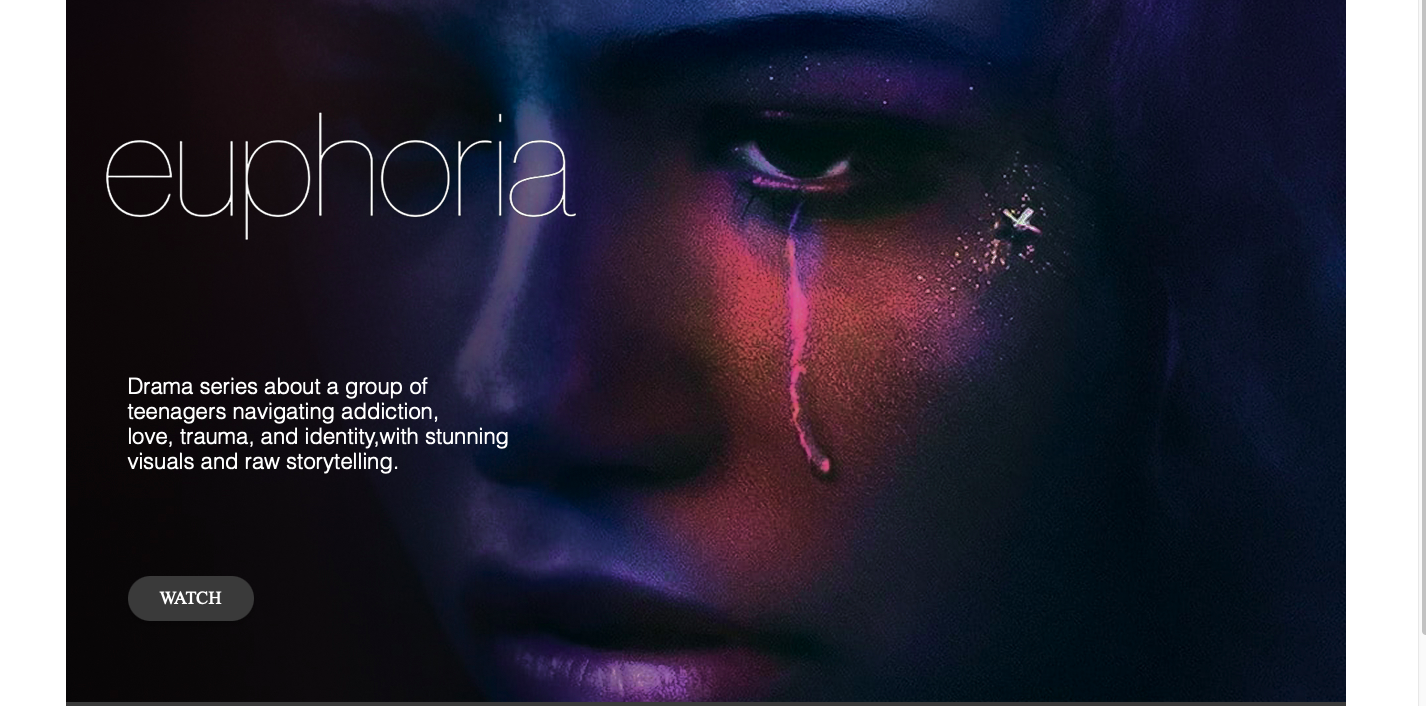 euphoria
Drama series about a group of
teenagers navigating addiction,
love, trauma, and identity,with stunning
visuals and raw storytelling.
WATCH